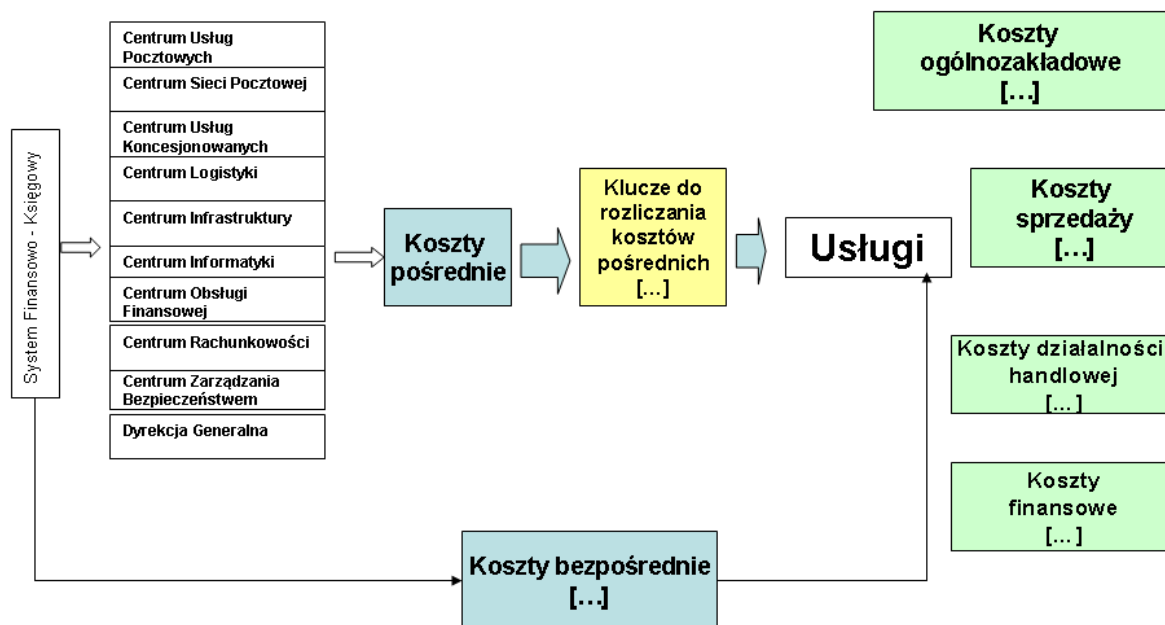 System Finansowo - Księgowy
Centrum Usług
Pocztowych
Centrum Sieci Pocztowej
Centrum Usług
Koncesjonowanych
Centrum Logistyki
Centrum Infrastruktury
Centrum Informatyki
Centrum Obsługi
Finansowej
Centrum Rachunkowości
Centrum Zarządzania
Bezpieczeństwem
Dyrekcja Generalna
Koszty
pośrednie
Klucze do
rozliczania
kosztów
pośrednich
[...]
Usługi
Koszty
ogólnozakładowe
[...]
Koszty
sprzedaży
[...]
Koszty działalności
handlowej
[... ]
Koszty
finansowe
[... ]
Koszty bezpośrednie
[...]